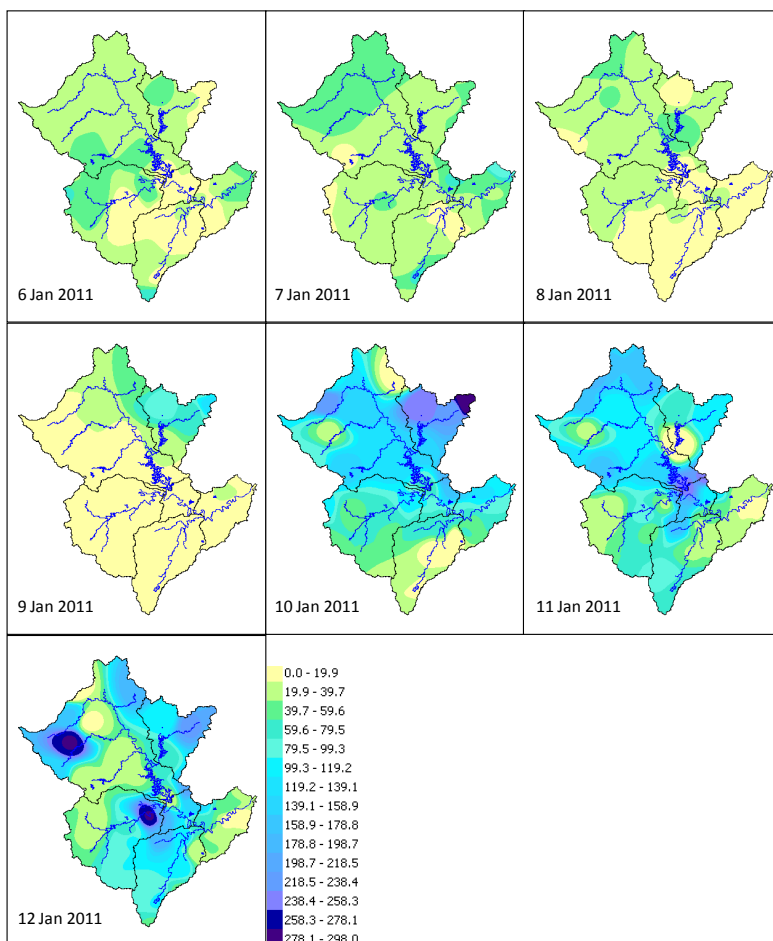 6 Jan 2011
7 Jan 2011
8 Jan 2011
9 Jan 2011
10 Jan 2011
11 Jan 2011
12 Jan 2011
0.0 - 19.9
19.9 - 39.7
39.7 - 59.6
59.6 - 79.5
79.5 - 99.3
99.3 - 119.2
119.2 - 139.1
139.1 - 158.9
158.9 - 178.8
178.8 - 198.7
198.7 - 218.5
218.5 - 238.4
238.4 - 258.3
258.3 - 278.1
278.1 - 298.0